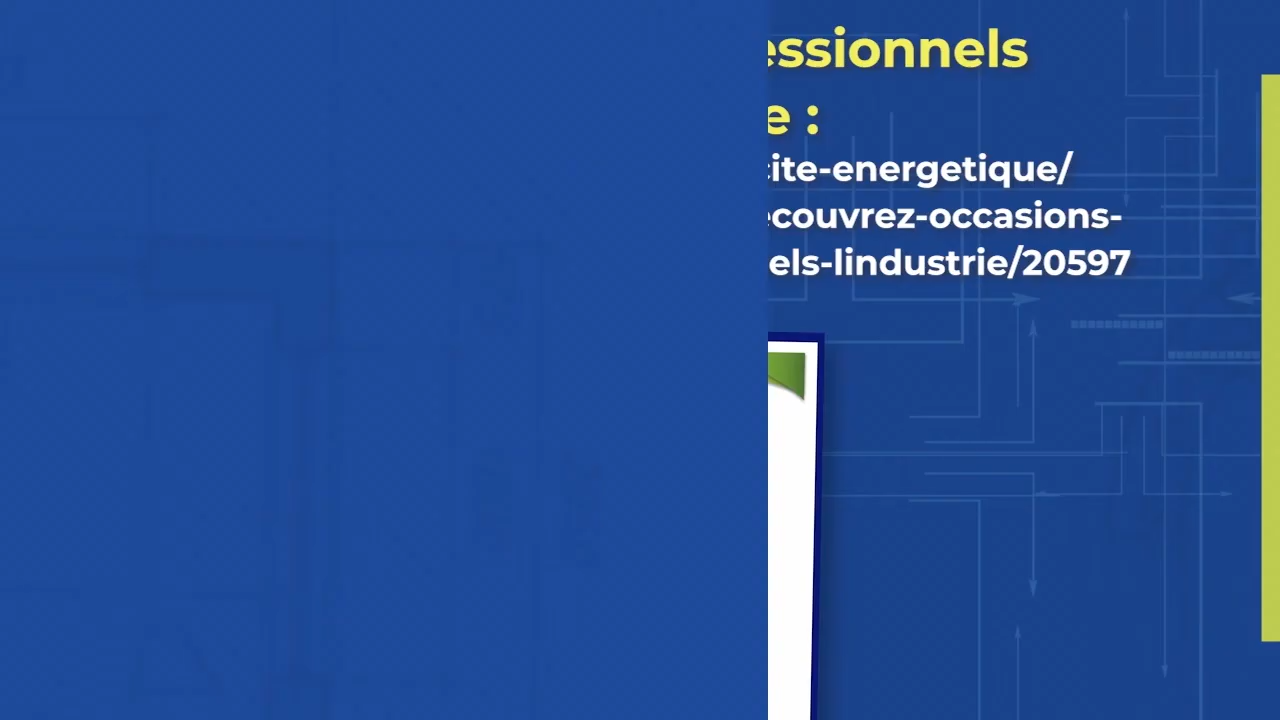 essionnels
e :
cite-energetique/
ecouvrez-occasions-
els-lindustrie/20597